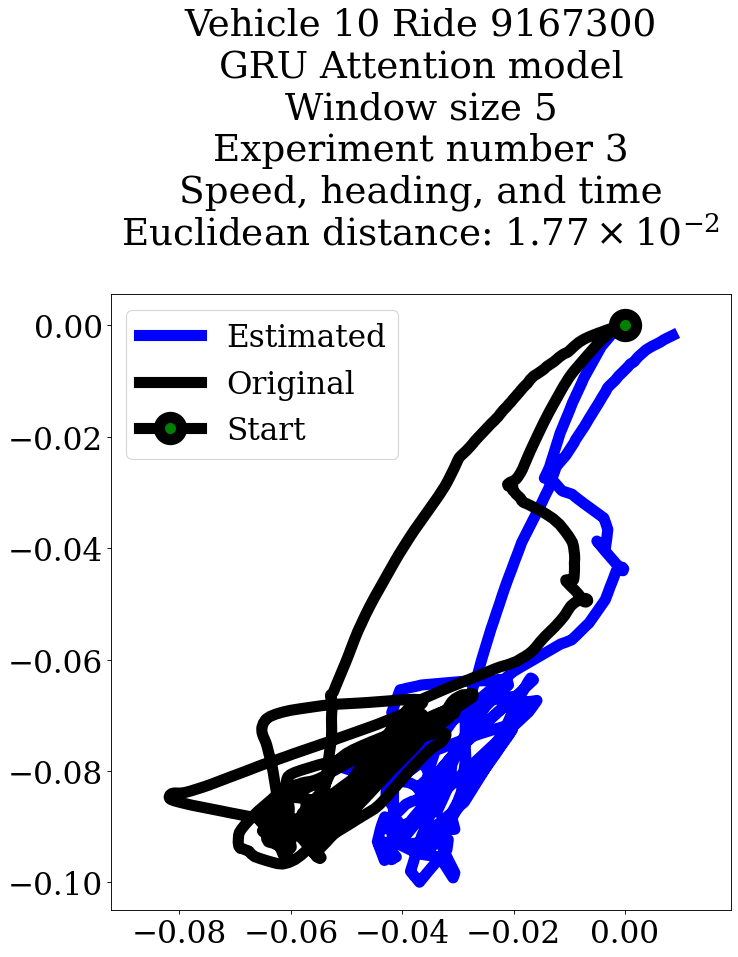 Vehicle 10 Ride 9167300
GRU Attention model
Window size 5
Experiment number 3
Speed, heading, and time
Euclidean distance: 1.77 × 10⁻²
Estimated
Original
Start
0.00
−0.02
−0.04
−0.06
−0.08
−0.10
−0.08 −0.06 −0.04 −0.02 0.00